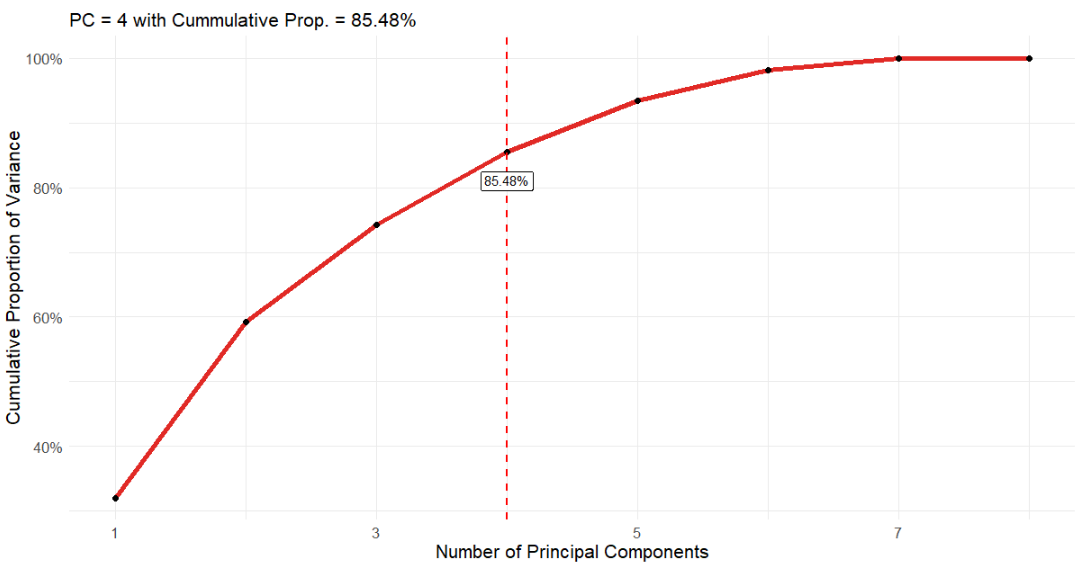 PC = 4 with Cummulative Prop. = 85.48%
100%
80%
60%
40%
Cumulative Proportion of Variance
85.48%
1 3 5 7
Number of Principal Components